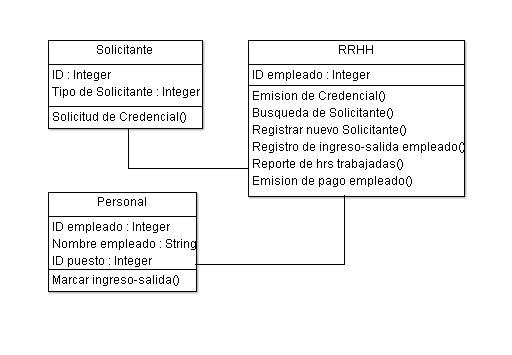 Solicitante
ID : Integer
Tipo de Solicitante : Integer
Solicitud de Credencial()
RRHH
ID empleado : Integer
Emision de Credencial()
Busqueda de Solicitante()
Registrar nuevo Solicitante()
Registro de ingreso-salida empleado()
Reporte de hrs trabajadas()
Emision de pago empleado()
Personal
ID empleado : Integer
Nombre empleado : String
ID puesto : Integer
Marcar ingreso-salida()